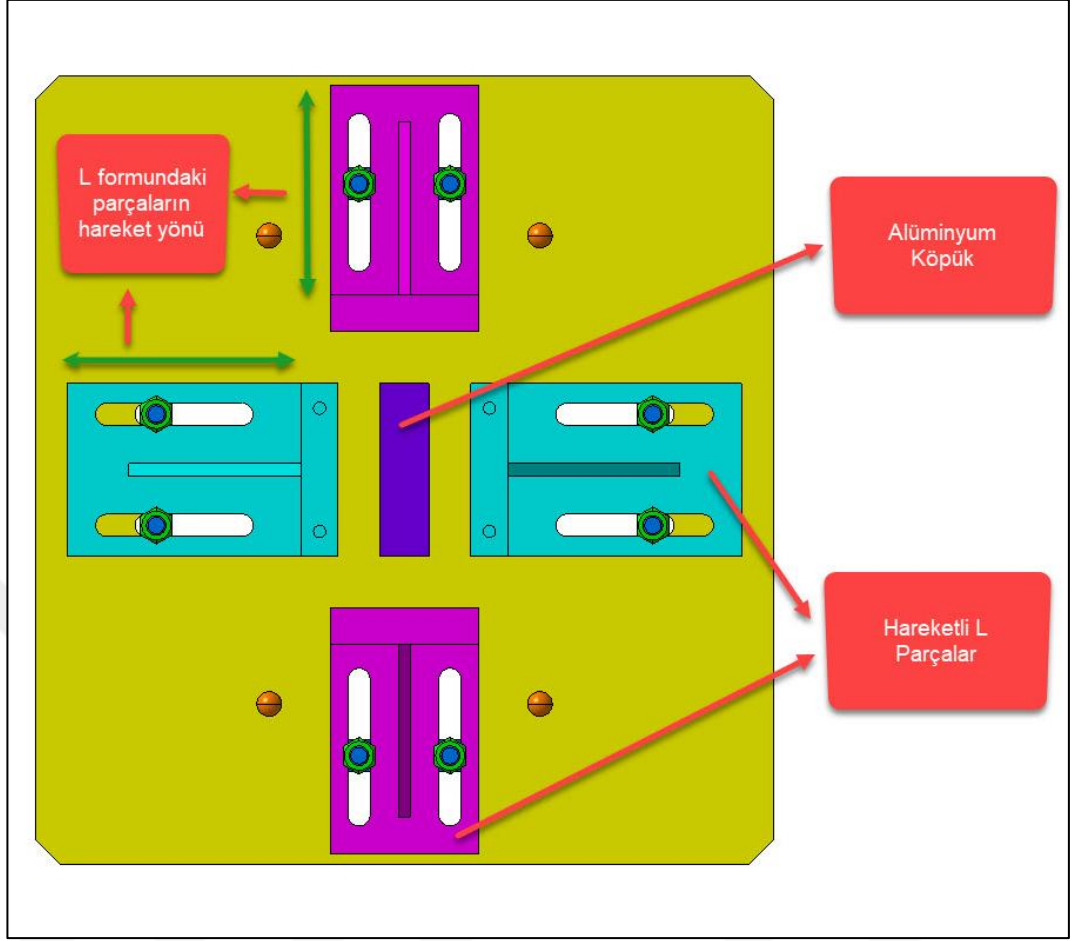 L formundaki
parçaların
hareket yönü
Alüminyum
Köpük
Hareketli L
Parçalar